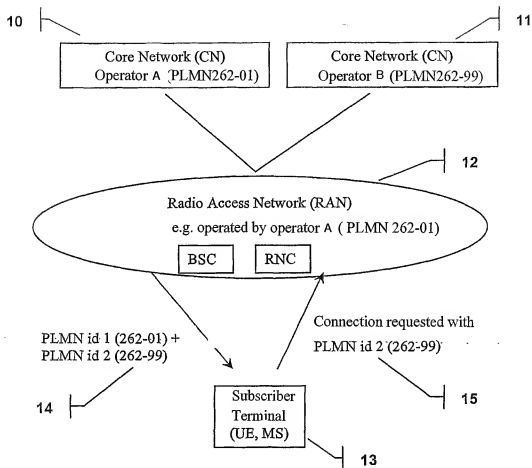 10
11
Core Network (CN)
Operator A (PLMN262-01)
Core Network (CN)
Operator B (PLMN262-99)
12
Radio Access Network (RAN)
e.g. operated by operator A ( PLMN 262-01)
BSC
RNC
PLMN id 1 (262-01) +
PLMN id 2 (262-99)
Connection requested with
PLMN id 2 (262-99)
14
Subscriber
Terminal
(UE, MS)
15
13